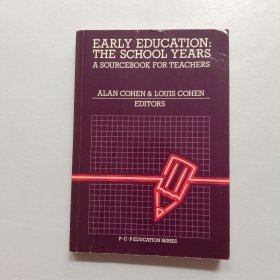 EARLY EDUCATION:
THE SCHOOL YEARS
A SOURCEBOOK FOR TEACHERS
ALAN COHEN & LOUIS COHEN
EDITORS
P·C·P EDUCATION SERIES